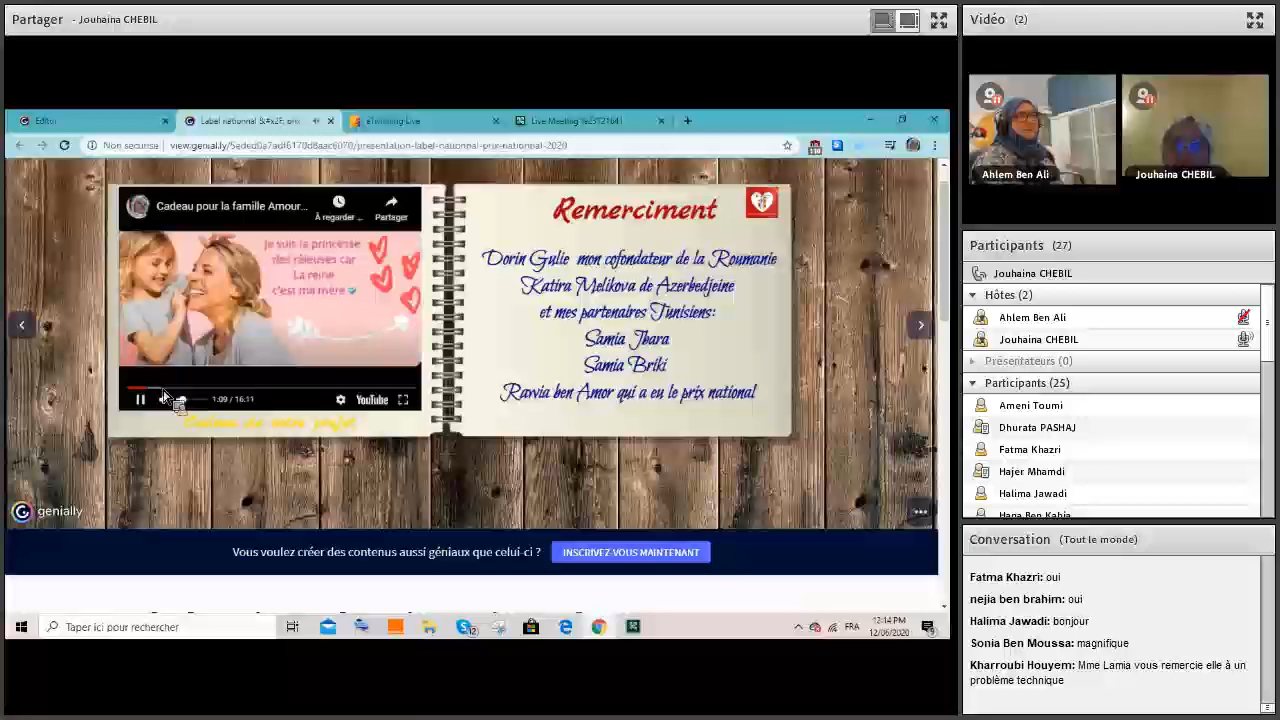 Partager - Jouhaina CHEBIL
Editor
Label nationnal &#x2F; prix
eTwinning Live
Live Meeting
Non sécurisé
Cadeau pour la famille Amour...
À regarder ...
Partager
Je suis la princesse
des rêveuses car
La reine
c'est ma mère
1:09 / 16:11
YouTube
Remerciment
Dorin Gulie mon cofondateur de la Roumanie
Katira Melikova de Azerbedjeine
et mes partenaires Tunisiens:
Samia Jbara
Samia Briki
Ravvia ben Amor qui a eu le prix national
genially
Vous voulez créer des contenus aussi géniaux que celui-ci ?
INSCRIVEZ-VOUS MAINTENANT
Taper ici pour rechercher
FRA
12:14 PM
12/06/2020
Vidéo (2)
Ahlem Ben Ali
Jouhaina CHEBIL
Participants (27)
Jouhaina CHEBIL
Hôtes (2)
Ahlem Ben Ali
Jouhaina CHEBIL
Présentateurs (0)
Participants (25)
Ameni Toumi
Dhurata PASHAJ
Fatma Khazri
Hajer Mhamdi
Halima Jawadi
Hana Ben Kahia
Conversation (Tout le monde)
Fatma Khazri: oui
nejia ben brahim: oui
Halima Jawadi: bonjour
Sonia Ben Moussa: magnifique
Kharroubi Houyem: Mme Lamia vous remercie elle à un
problème technique